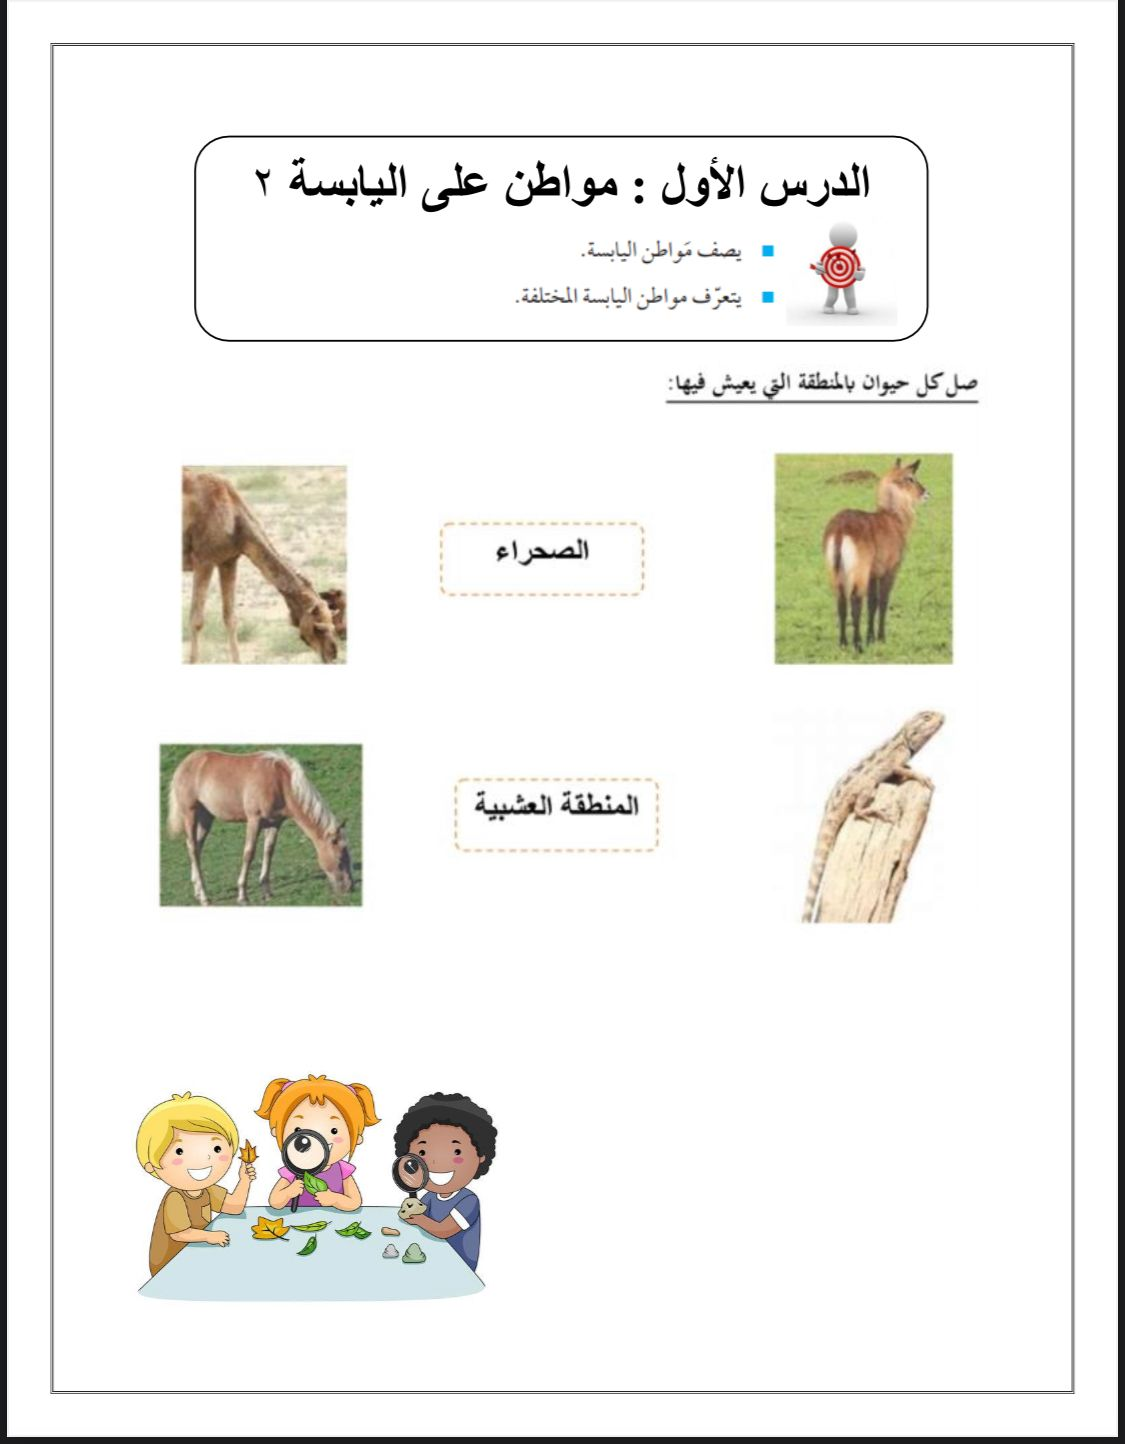 الدرس الأول : مواطن على اليابسة ٢
يصف مَواطن اليابسة.
يتعرّف مواطن اليابسة المختلفة.
صل كل حيوان بالمنطقة التي يعيش فيها:
الصحراء
المنطقة العشبية